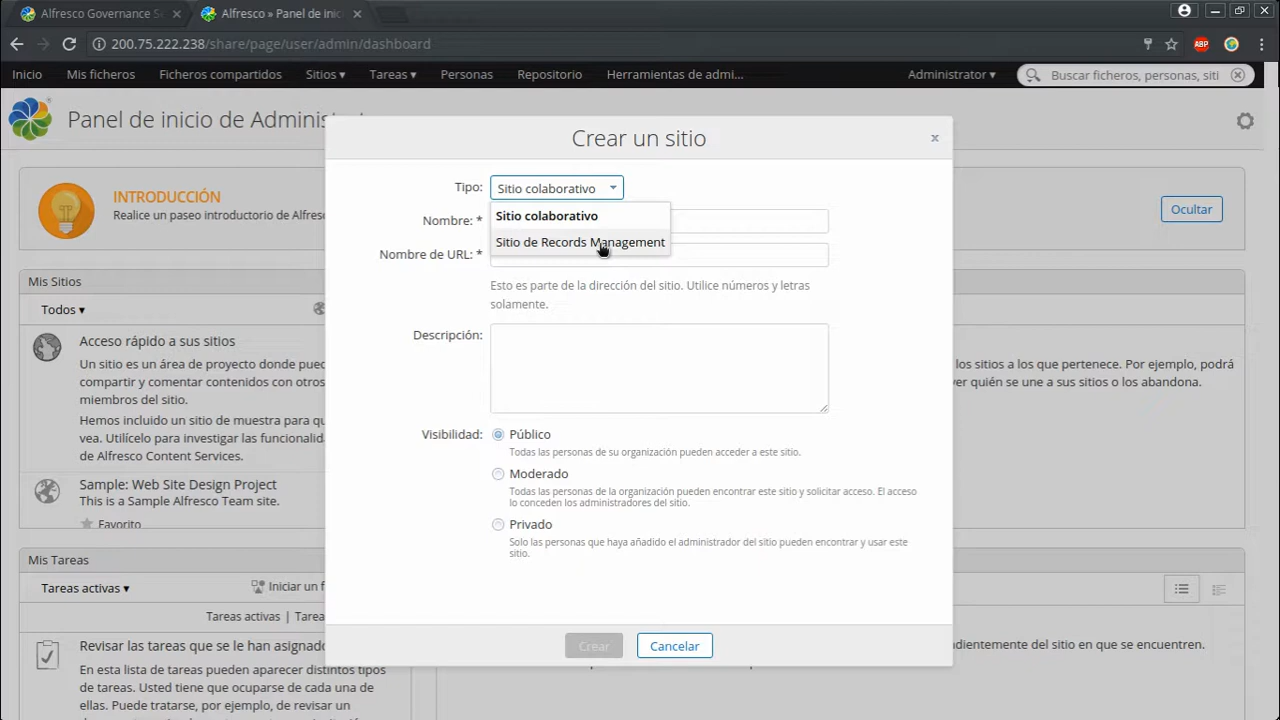 Alfresco Governance S
Alfresco » Panel de inic
200.75.222.238/share/page/user/admin/dashboard
ABP
Inicio
Mis ficheros
Ficheros compartidos
Sitios ▾
Tareas ▾
Personas
Repositorio
Herramientas de admi...
Administrator ▾
Buscar ficheros, personas, siti
Panel de inicio de Administ
Crear un sitio
x
INTRODUCCIÓN
Realice un paseo introductorio de Alfres
Ocultar
Tipo:
Sitio colaborativo
Sitio colaborativo
Sitio de Records Management
Nombre: *
Nombre de URL: *
Esto es parte de la dirección del sitio. Utilice números y letras
solamente.
Descripción:
Visibilidad:
Público
Todas las personas de su organización pueden acceder a este sitio.
Moderado
Todas las personas de la organización pueden encontrar este sitio y solicitar acceso. El acceso
lo conceden los administradores del sitio.
Privado
Solo las personas que haya añadido el administrador del sitio pueden encontrar y usar este
sitio.
Crear
Cancelar
Mis Sitios
Todos ▾
Acceso rápido a sus sitios
Un sitio es un área de proyecto donde puede
compartir y comentar contenidos con otros
miembros del sitio.
Hemos incluido un sitio de muestra para qu
vea. Utilícelo para investigar las funcionalida
de Alfresco Content Services.
Sample: Web Site Design Project
This is a Sample Alfresco Team site.
Favorito
los sitios a los que pertenece. Por ejemplo, podrá
ver quién se une a sus sitios o los abandona.
Mis Tareas
Tareas activas ▾
Iniciar un f
Tareas activas | Tarea
Revisar las tareas que se le han asignado
En esta lista de tareas pueden aparecer distintos
tipos de tareas. Usted tiene que ocuparse de cada una de
ellas. Puede tratarse, por ejemplo, de revisar un
ndientemente del sitio en que se encuentren.